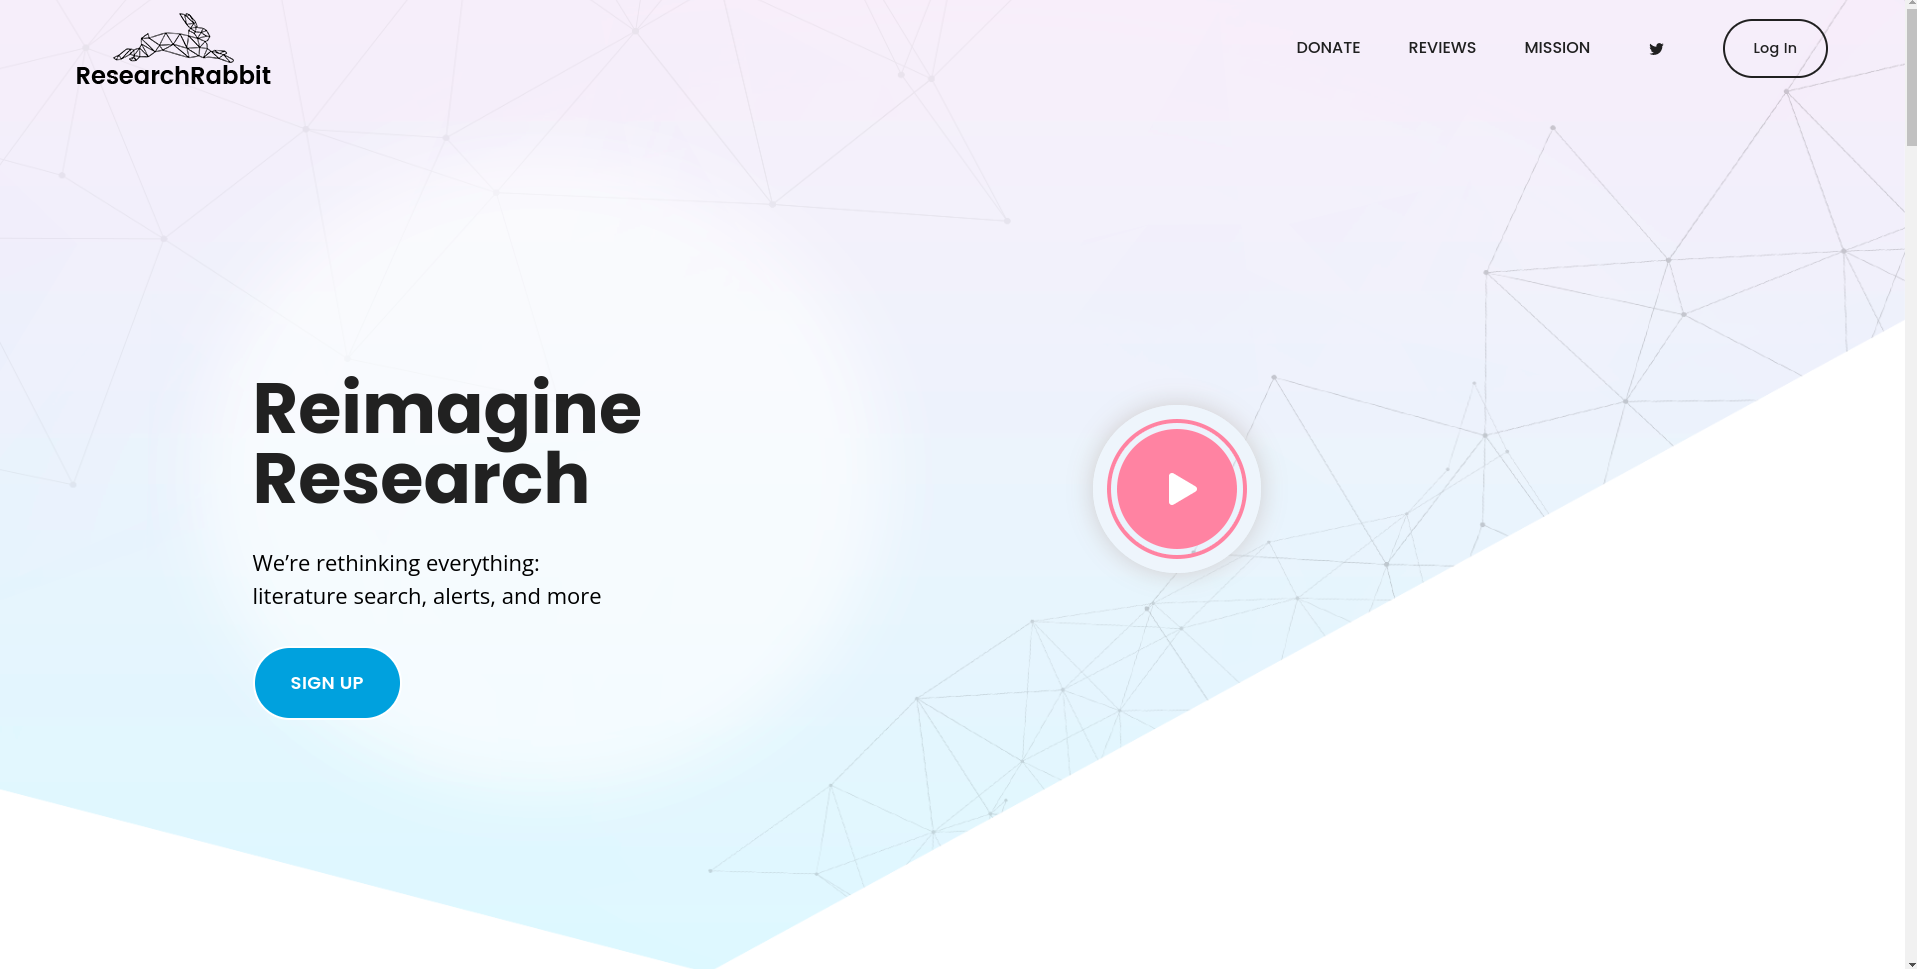 ResearchRabbit
DONATE
REVIEWS
MISSION
Log In
Reimagine
Research
We’re rethinking everything:
literature search, alerts, and more
SIGN UP